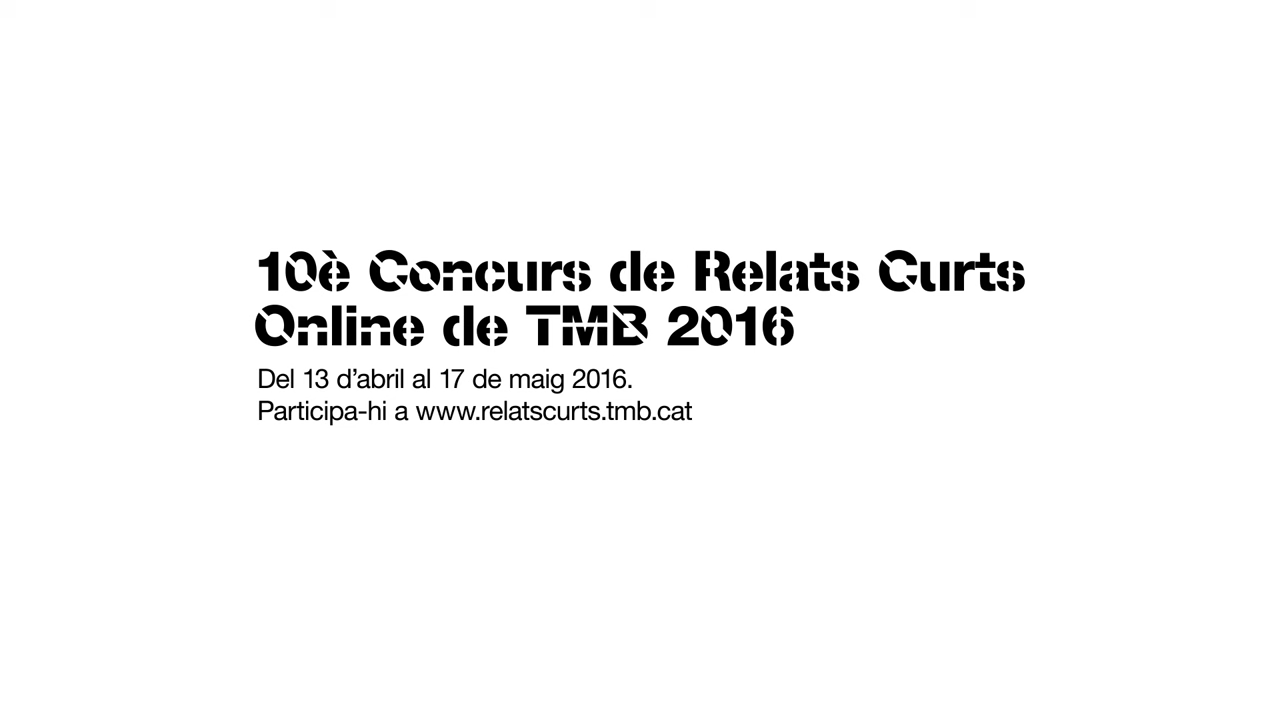 10è Concurs de Relats Curts
Online de TMB 2016
Del 13 d’abril al 17 de maig 2016.
Participa-hi a www.relatscurts.tmb.cat